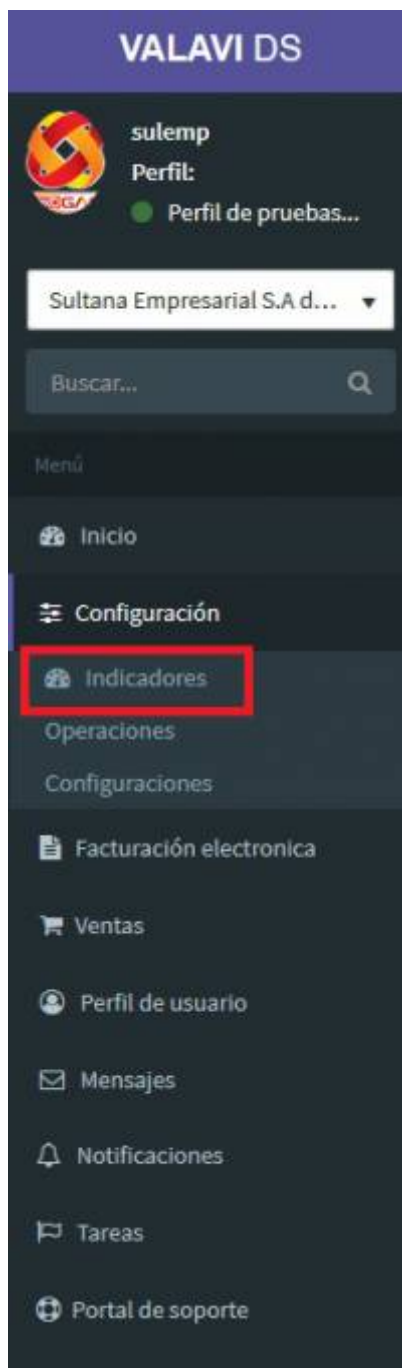 VALAVI DS
sulemp
Perfil:
Perfil de pruebas...
Sultana Empresarial S.A d...
Buscar...
Menú
Inicio
Configuración
Indicadores
Operaciones
Configuraciones
Facturación electronica
Ventas
Perfil de usuario
Mensajes
Notificaciones
Tareas
Portal de soporte